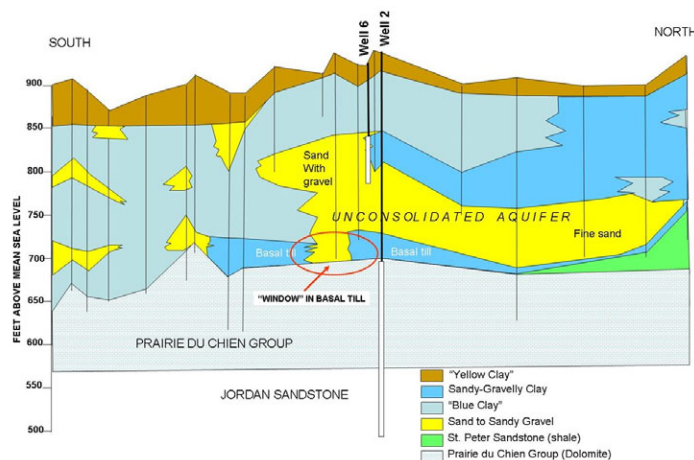 SOUTH
Well 6
Well 2
NORTH
FEET ABOVE MEAN SEA LEVEL
900
850
800
750
700
650
600
550
500
Sand
With
gravel
UNCONSOLIDATED AQUIFER
Fine sand
Basal till
Basal till
"WINDOW" IN BASAL TILL
PRAIRIE DU CHIEN GROUP
JORDAN SANDSTONE
"Yellow Clay"
Sandy-Gravelly Clay
"Blue Clay"
Sand to Sandy Gravel
St. Peter Sandstone (shale)
Prairie du Chien Group (Dolomite)